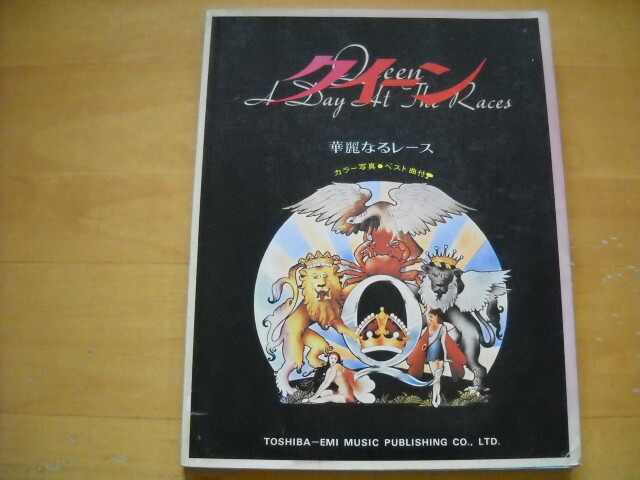 クイーン
Queen
A Day At The Races
華麗なるレース
カラー写真●ベスト曲付
Q
TOSHIBA-EMI MUSIC PUBLISHING CO., LTD.